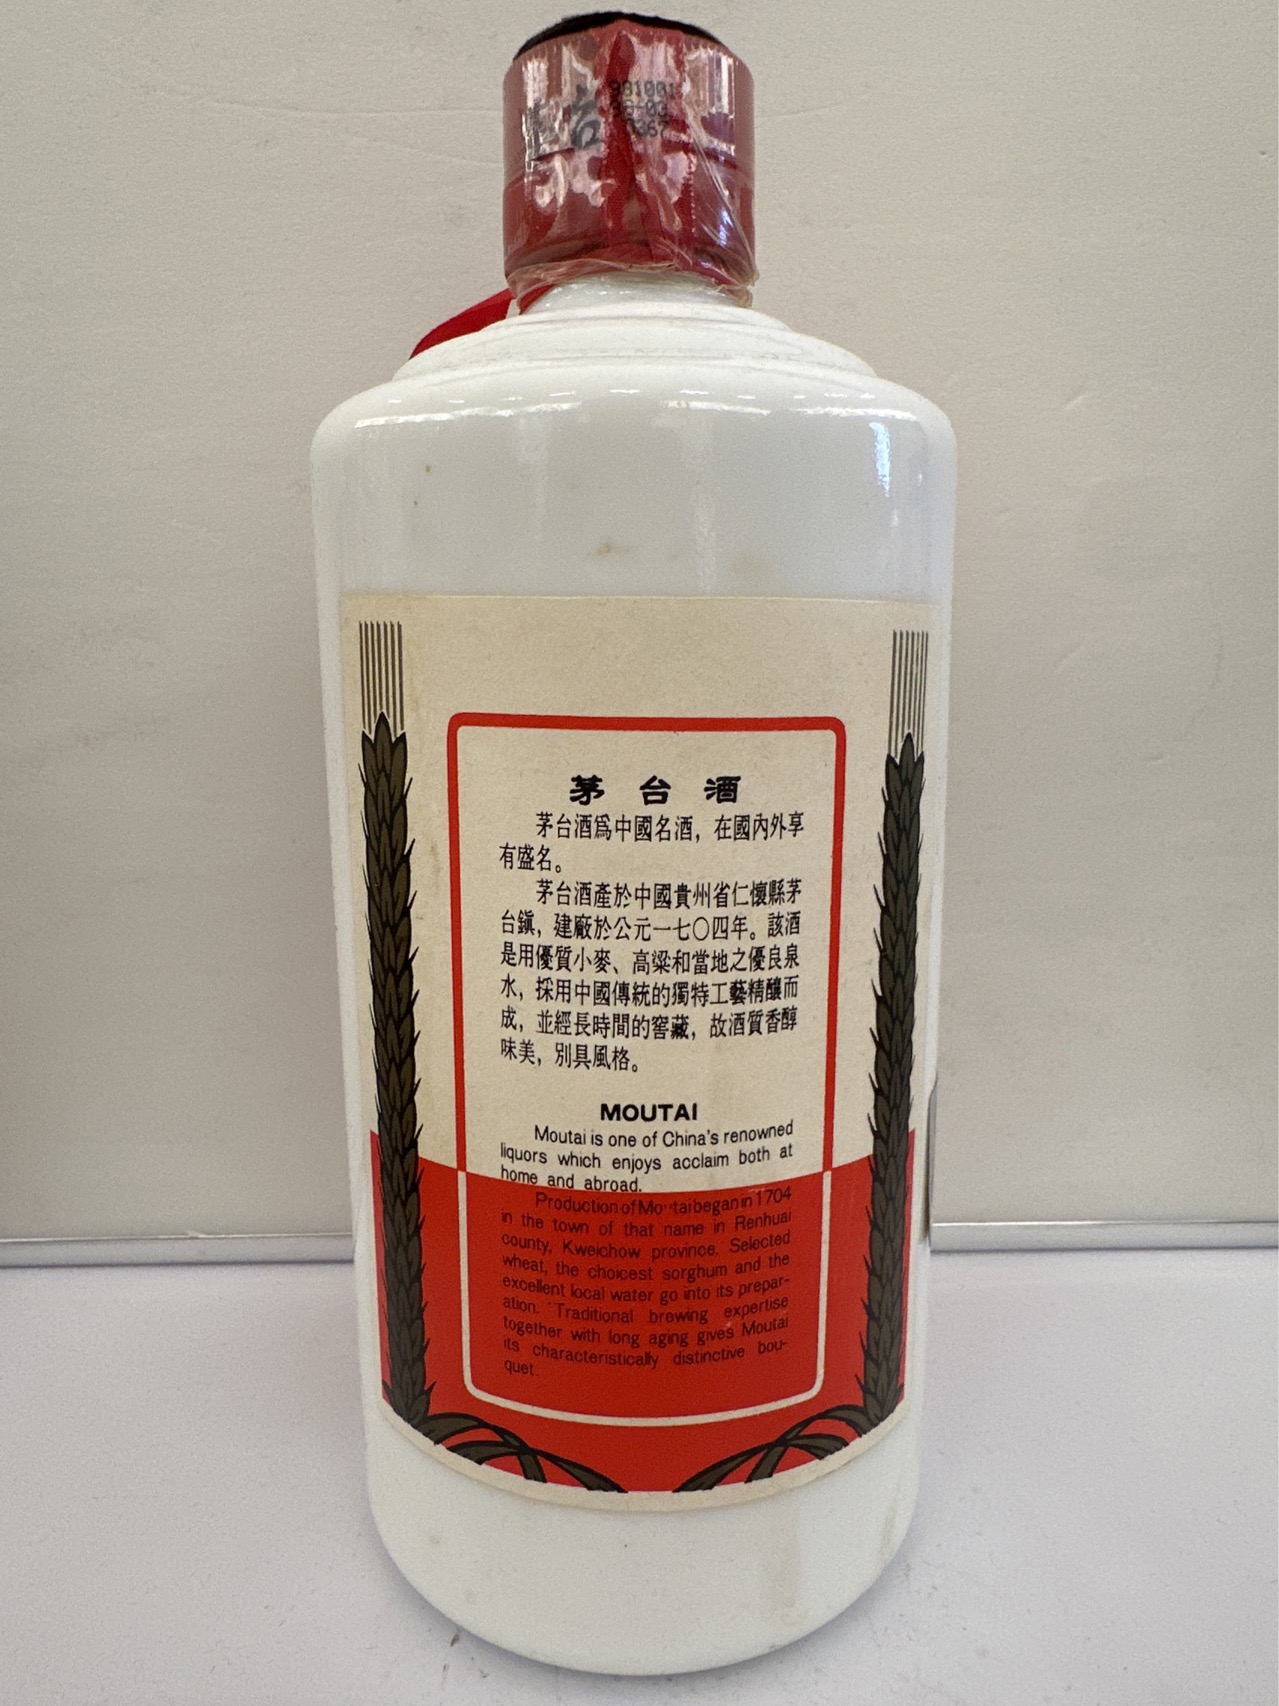 茅台酒
茅台酒爲中國名酒，在國內外享
有盛名。
茅台酒產於中國貴州省仁懷縣茅
台鎭，建廠於公元一七〇四年。該酒
是用優質小麥、高粱和當地之優良泉
水，採用中國傳統的獨特工藝精釀而
成，並經長時間的窖藏，故酒質香醇
味美，別具風格。
MOUTAI
Moutai is one of China's renowned
liquors which enjoys acclaim both at
home and abroad.
Production of Moutai began in 1704
in the town of that name in Renhuai
county, Kweichow province. Selected
wheat, the choicest sorghum and the
excellent local water go into its prepar-
ation. Traditional brewing expertise
together with long aging gives Moutai
its characteristically distinctive bou-
quet.